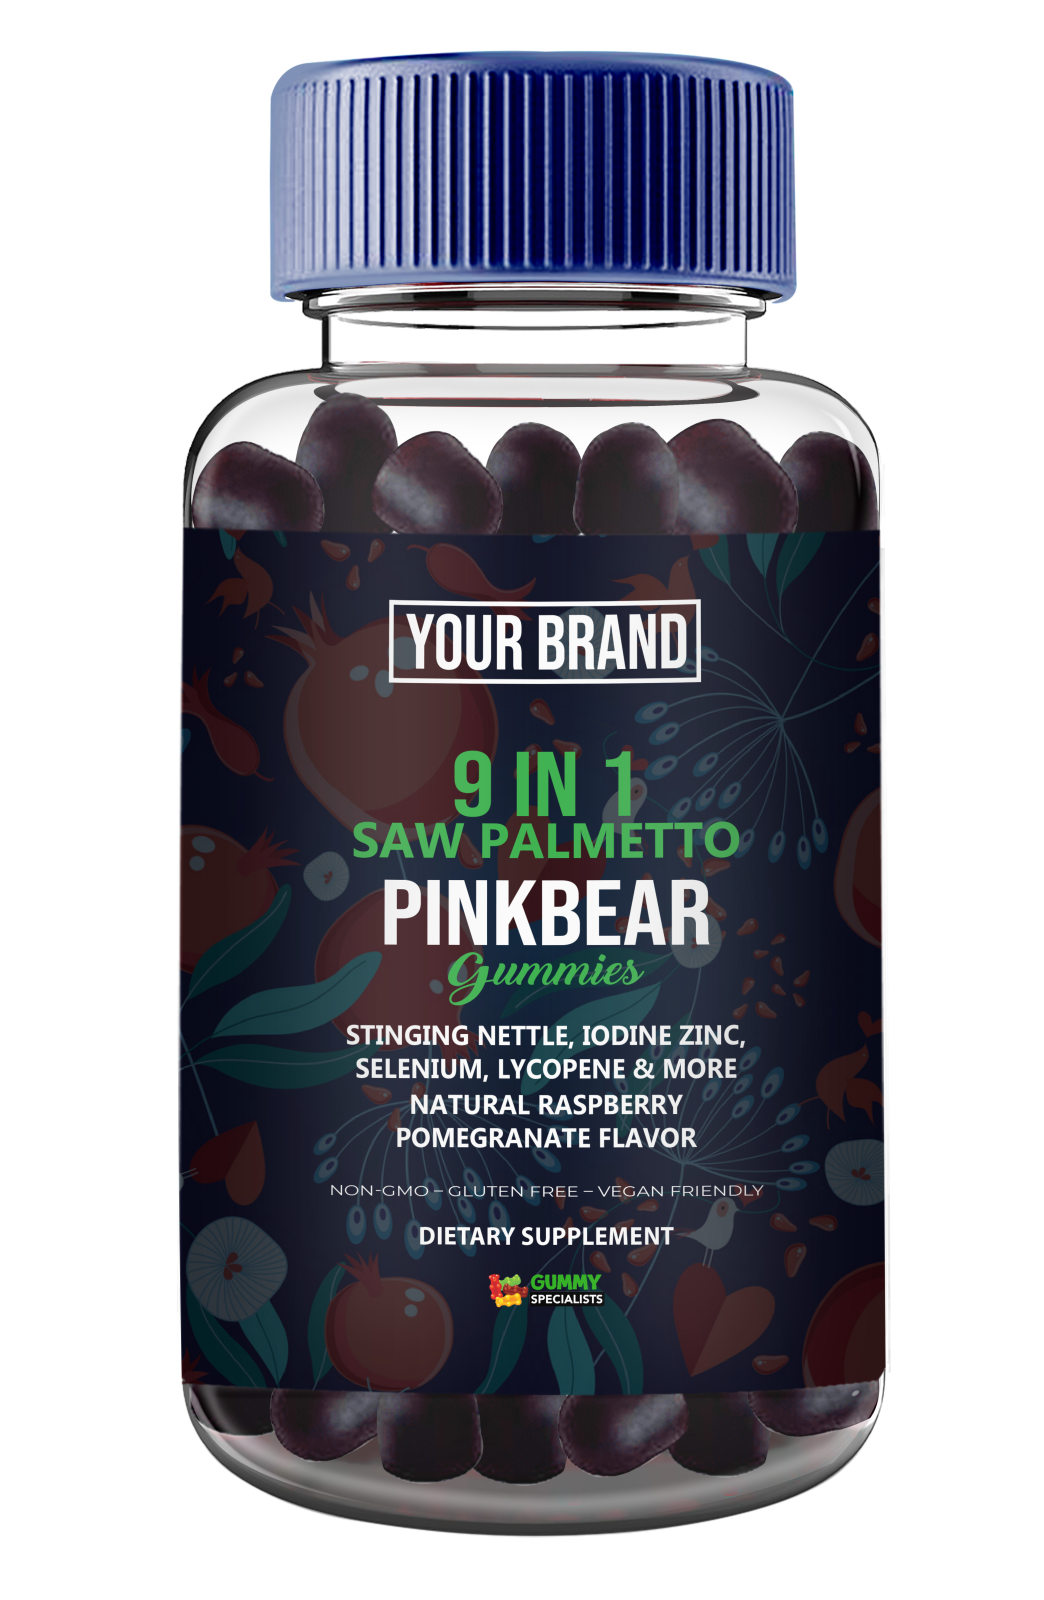 YOUR BRAND
9 IN 1
SAW PALMETTO
PINKBEAR
Gummies
STINGING NETTLE, IODINE ZINC,
SELENIUM, LYCOPENE & MORE
NATURAL RASPBERRY
POMEGRANATE FLAVOR
NON-GMO – GLUTEN FREE – VEGAN FRIENDLY
DIETARY SUPPLEMENT
GUMMY
SPECIALISTS